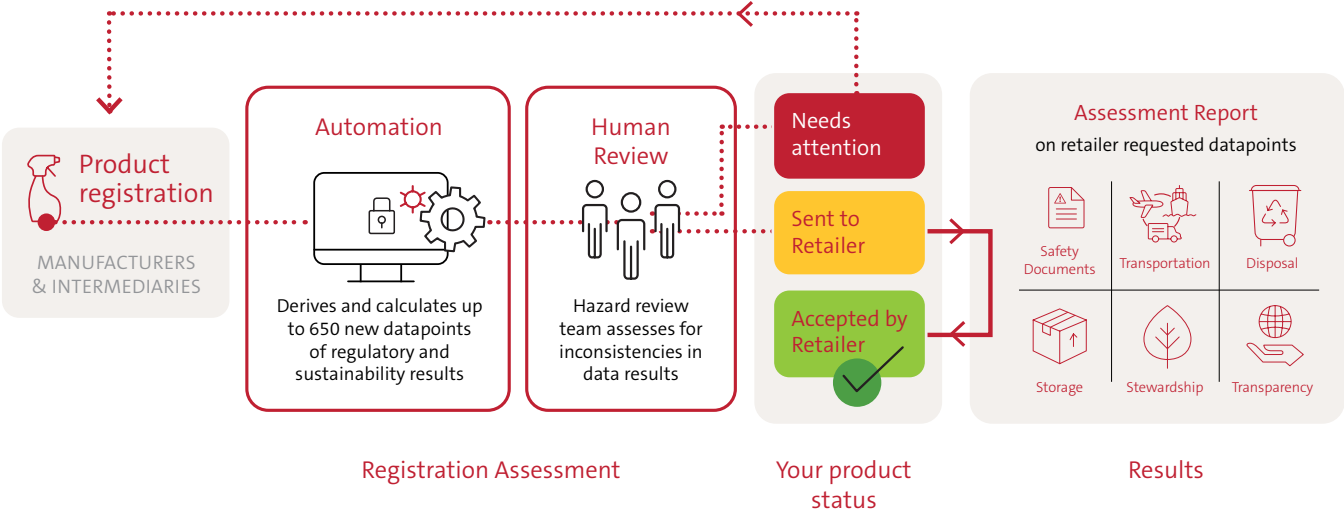 Product
registration
MANUFACTURERS
& INTERMEDIARIES
Automation
Derives and calculates up
to 650 new datapoints
of regulatory and
sustainability results
Human
Review
Hazard review
team assesses for
inconsistencies in
data results
Registration Assessment
Needs
attention
Sent to
Retailer
Accepted by
Retailer
Your product
status
Assessment Report
on retailer requested datapoints
Safety
Documents
Transportation
Disposal
Storage
Stewardship
Transparency
Results